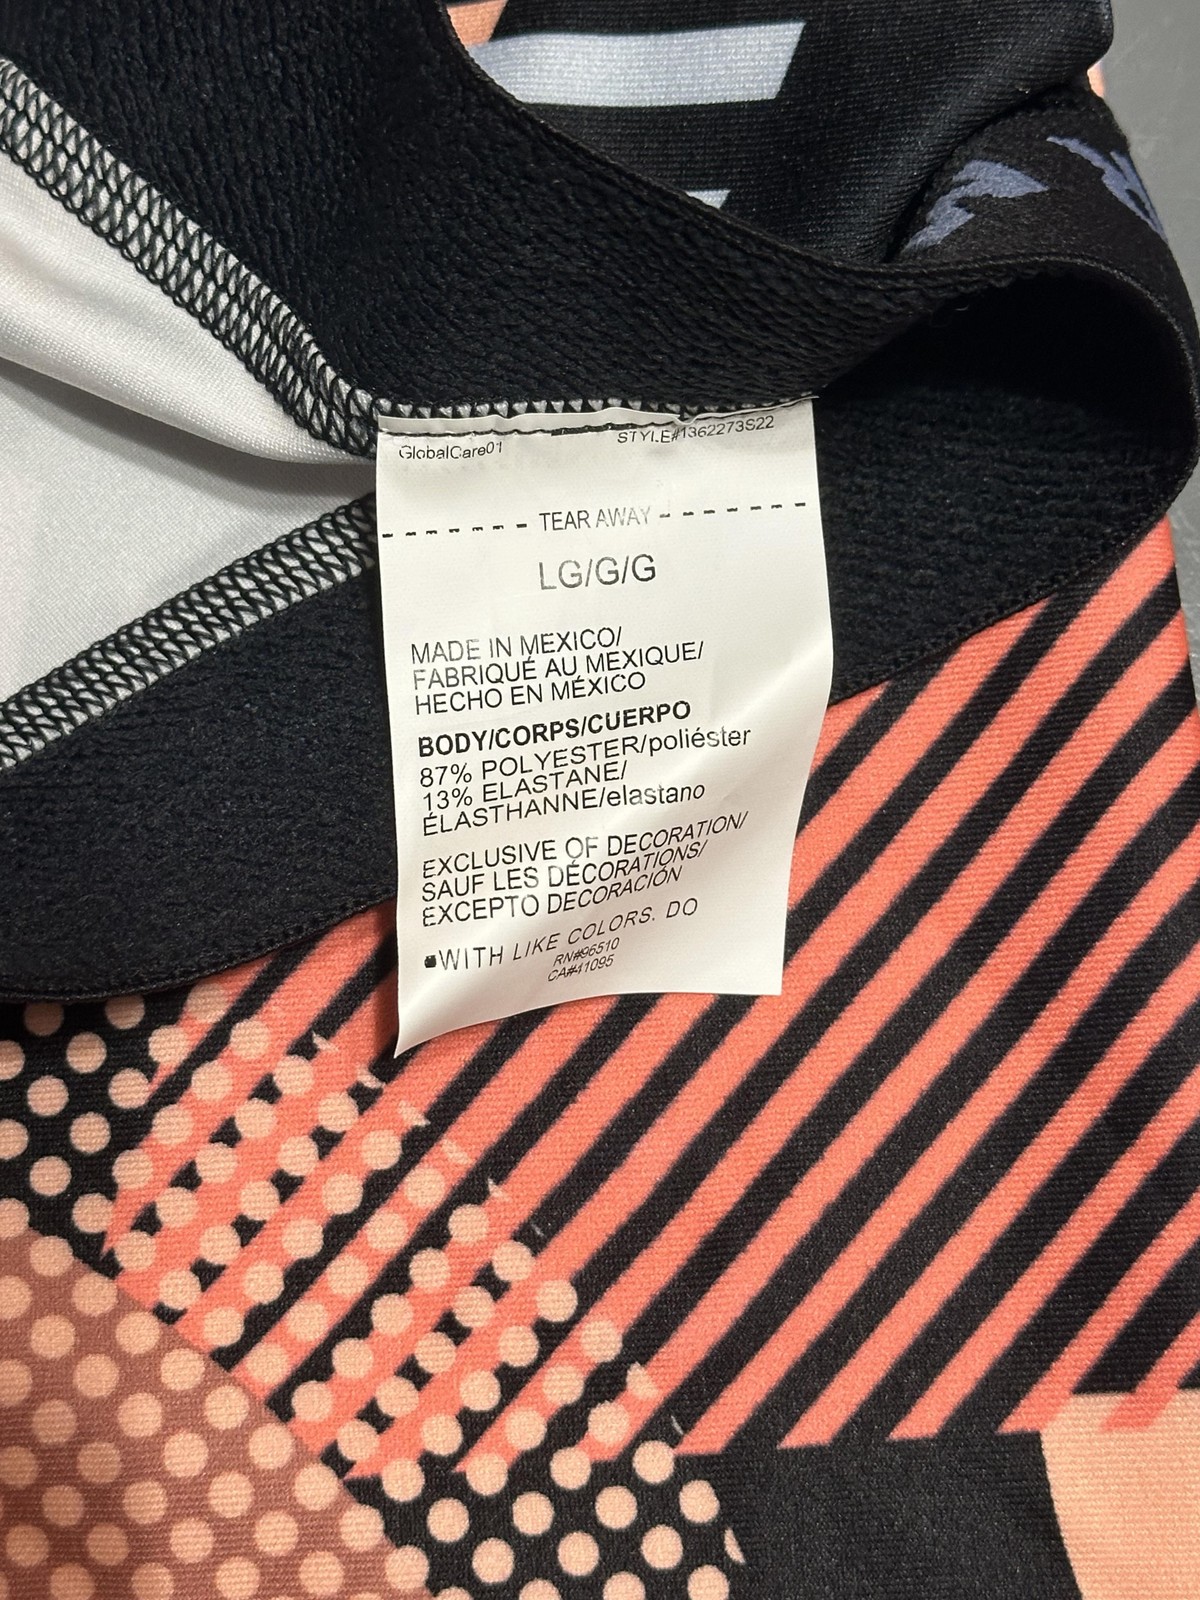 GlobalCare01
STYLE#1362273S22
TEAR AWAY
LG/G/G
MADE IN MEXICO/
FABRIQUÉ AU MEXIQUE/
HECHO EN MÉXICO
BODY/CORPS/CUERPO
87% POLYESTER/poliéster
13% ELASTANE/
ÉLASTHANNE/elastano
EXCLUSIVE OF DECORATION/
SAUF LES DÉCORATIONS/
EXCEPTO DECORACIÓN
WITH LIKE COLORS. DO
RN#96510
CA#41095